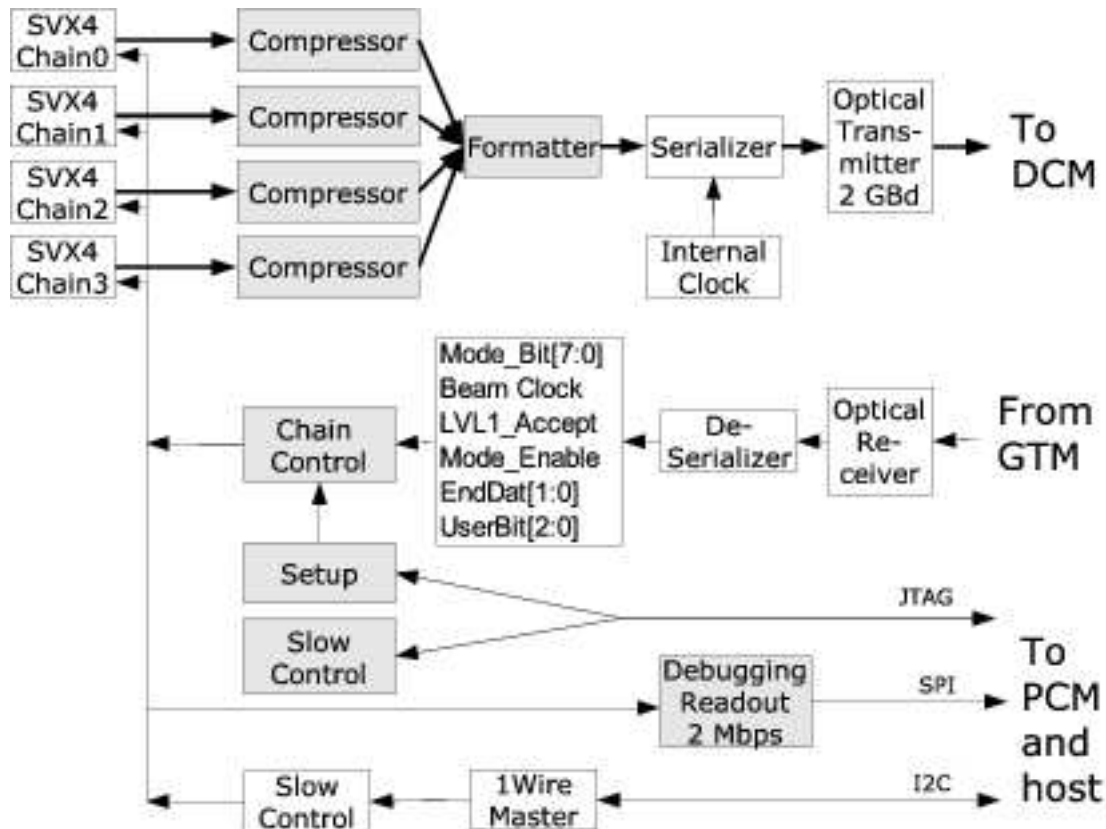 SVX4
Chain0
Compressor
SVX4
Chain1
Compressor
SVX4
Chain2
Compressor
SVX4
Chain3
Compressor
Formatter
Serializer
Optical
Trans-
mitter
2 GBd
To
DCM
Internal
Clock
Chain
Control
Mode_Bit[7:0]
Beam Clock
LVL1_Accept
Mode_Enable
EndDat[1:0]
UserBit[2:0]
De-
Serializer
Optical
Re-
ceiver
From
GTM
Setup
Slow
Control
JTAG
Debugging
Readout
2 Mbps
SPI
Slow
Control
1Wire
Master
I2C
To
PCM
and
host